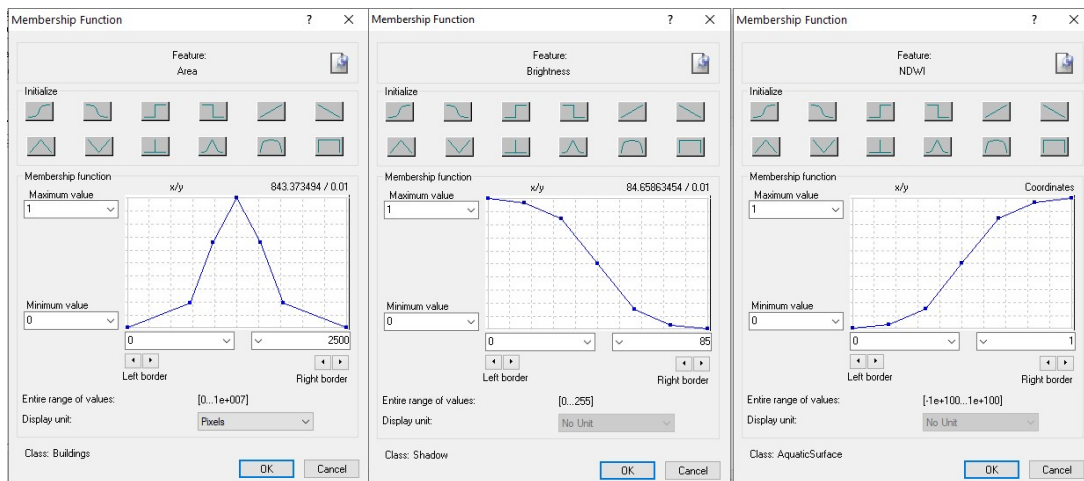 Membership Function ? ×
Feature:
Area
Initialize
Membership function
x/y
843.373494 / 0.01
Maximum value
1
Minimum value
0
0
2500
Left border
Right border
Entire range of values:
[0...1e+007]
Display unit:
Pixels
Class: Buildings
OK
Cancel
Membership Function ? ×
Feature:
Brightness
Initialize
Membership function
x/y
84.65863454 / 0.01
Maximum value
1
Minimum value
0
0
85
Left border
Right border
Entire range of values:
[0...255]
Display unit:
No Unit
Class: Shadow
OK
Cancel
Membership Function ? ×
Feature:
NDWI
Initialize
Membership function
x/y
Coordinates
Maximum value
1
Minimum value
0
0
1
Left border
Right border
Entire range of values:
[-1e+100...1e+100]
Display unit:
No Unit
Class: AquaticSurface
OK
Cancel